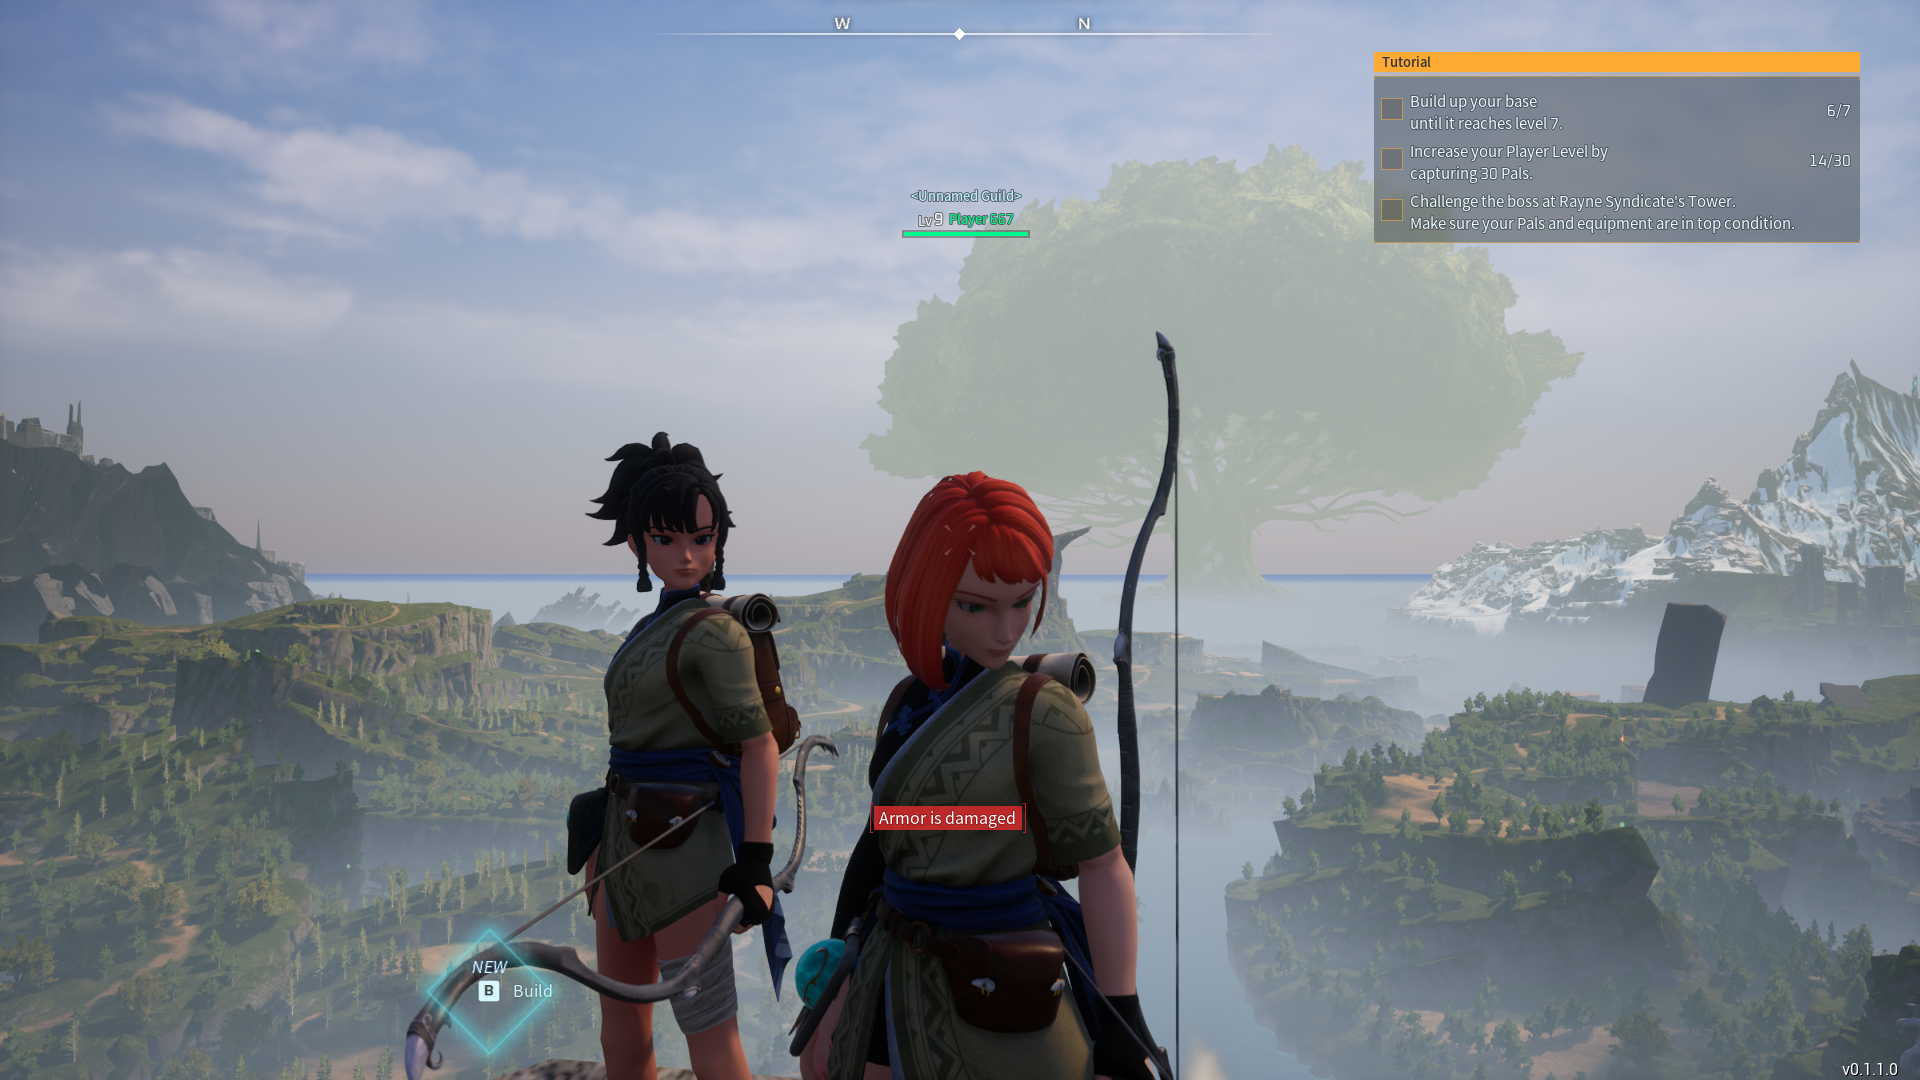 W N
Tutorial
Build up your base
until it reaches level 7.
6/7
Increase your Player Level by
capturing 30 Pals.
14/30
Challenge the boss at Rayne Syndicate's Tower.
Make sure your Pals and equipment are in top condition.
<Unnamed Guild>
Lv 9 Player 667
Armor is damaged
NEW
B Build
v0.1.1.0